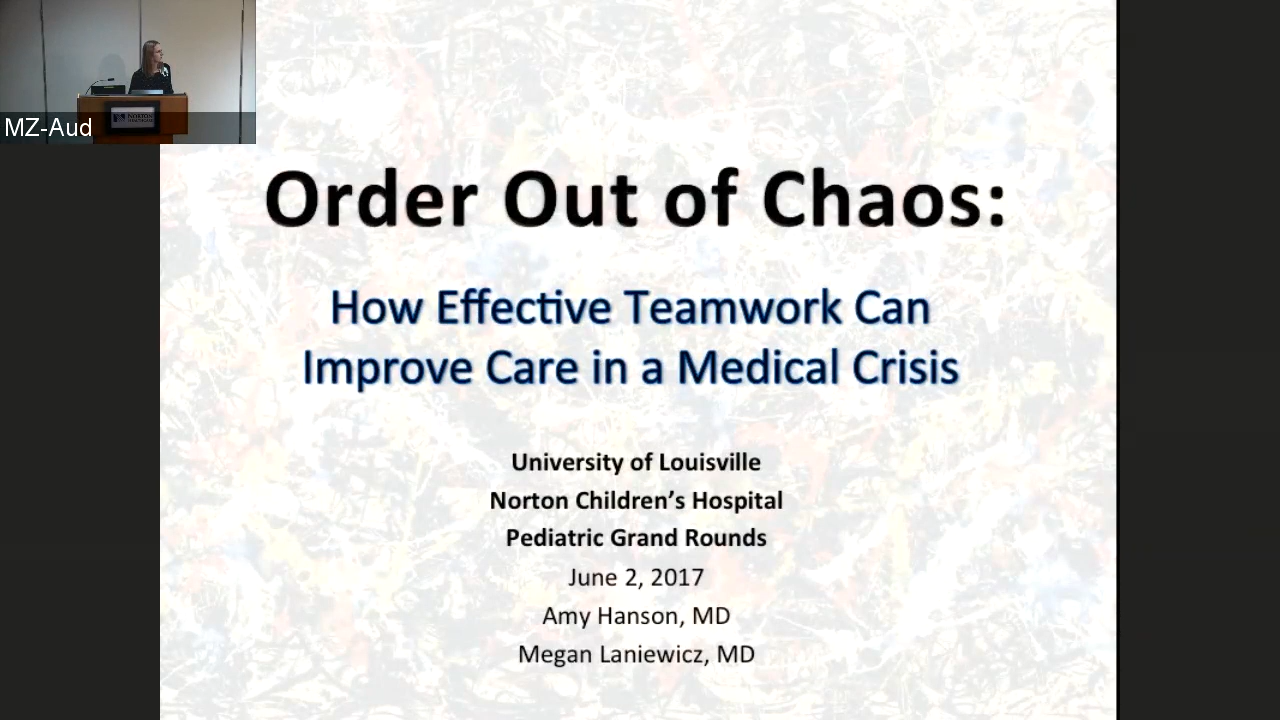 MZ-Aud
NORTON
Order Out of Chaos:
How Effective Teamwork Can
Improve Care in a Medical Crisis
University of Louisville
Norton Children's Hospital
Pediatric Grand Rounds
June 2, 2017
Amy Hanson, MD
Megan Laniewicz, MD